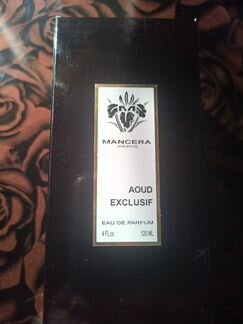 MANCERA
PARIS
AOUD
EXCLUSIF
EAU DE PARFUM
4 Fl.oz 120 ML